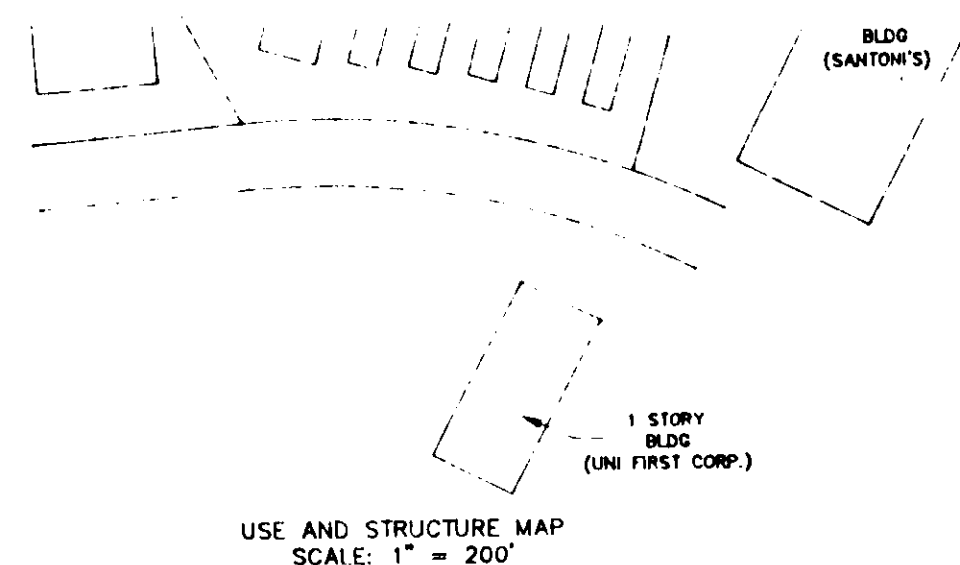 BLDG
(SANTONI'S)
1 STORY
BLDG
(UNI FIRST CORP.)
USE AND STRUCTURE MAP
SCALE: 1" = 200'